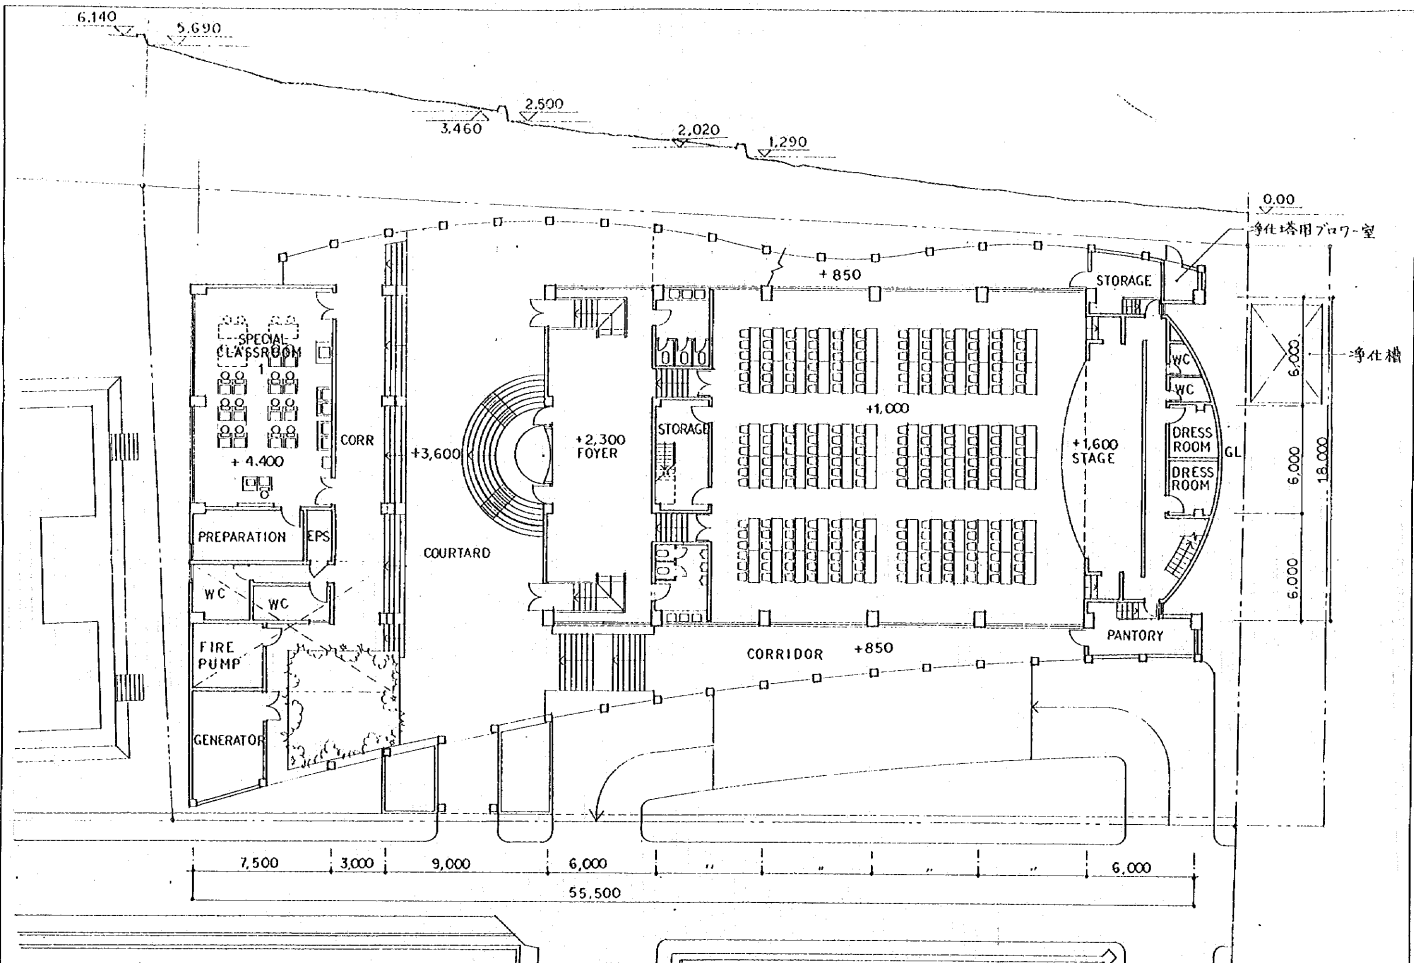 6.140
5.690
2,500
3,460
2,020
1,290
0.00
浄化塔用ブロワー室
+850
STORAGE
SPECIAL
CLASSROOM
1
WC
6,000
浄化槽
WC
+1,000
CORR
+3,600
+2,300
FOYER
STORAGE
+1,600
STAGE
DRESS
ROOM
GL
+4.400
DRESS
ROOM
6,000
18,000
PREPARATION
EPS
COURTARD
WC
WC
6,000
FIRE
PUMP
CORRIDOR
+850
PANTORY
GENERATOR
7,500
3,000
9,000
6,000
〃
〃
〃
〃
6,000
55,500